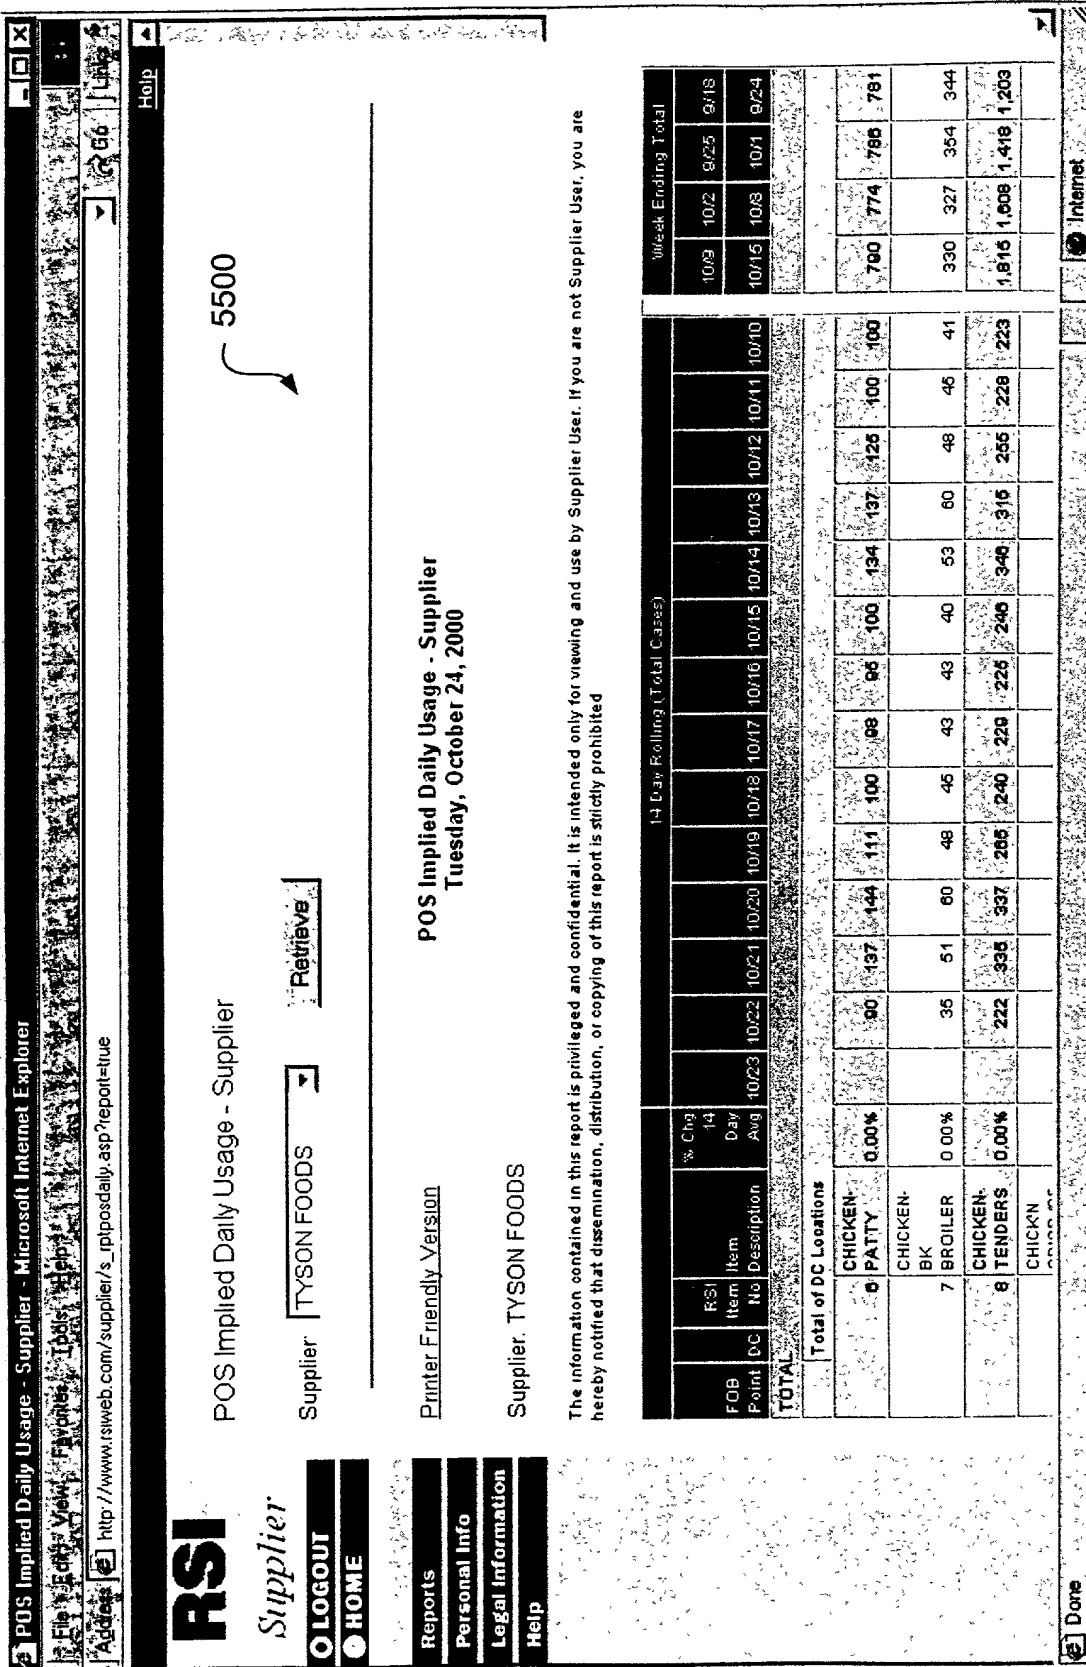 POS Implied Daily Usage - Supplier - Microsoft Internet Explorer
File Edit View Favorites Tools Help
Address http://www.rsiweb.com/supplier/s_rptposdaily.asp?report=true Go Links
Help
RSI
Supplier
LOGOUT
HOME
Reports
Personal Info
Legal Information
Help
POS Implied Daily Usage - Supplier
5500
Supplier TYSON FOODS Retrieve
Printer Friendly Version
POS Implied Daily Usage - Supplier
Tuesday, October 24, 2000
Supplier. TYSON FOODS
The information contained in this report is privileged and confidential. It is intended only for viewing and use by Supplier User. If you are not Supplier User, you are
hereby notified that dissemination, distribution, or copying of this report is strictly prohibited
14 Day Rolling (Total Cases) Week Ending Total
FOB Point DC RSI Item No Item Description % Chg 14 Day Avg 10/23 10/22 10/21 10/20 10/19 10/18 10/17 10/16 10/15 10/14 10/13 10/12 10/11 10/10 10/9 10/15 10/2 10/8 9/25 10/1 9/18 9/24
TOTAL
Total of DC Locations
6 CHICKEN-PATTY 0.00% 90 137 144 111 100 98 95 100 134 137 125 100 100 790 774 786 781
7 CHICKEN-BK BROILER 0 00% 35 51 60 48 45 43 43 40 53 60 48 45 41 330 327 354 344
8 CHICKEN-TENDERS 0.00% 222 335 337 265 240 229 225 246 346 315 255 228 223 1,815 1,608 1,418 1,203
CHICK'N
Done Internet